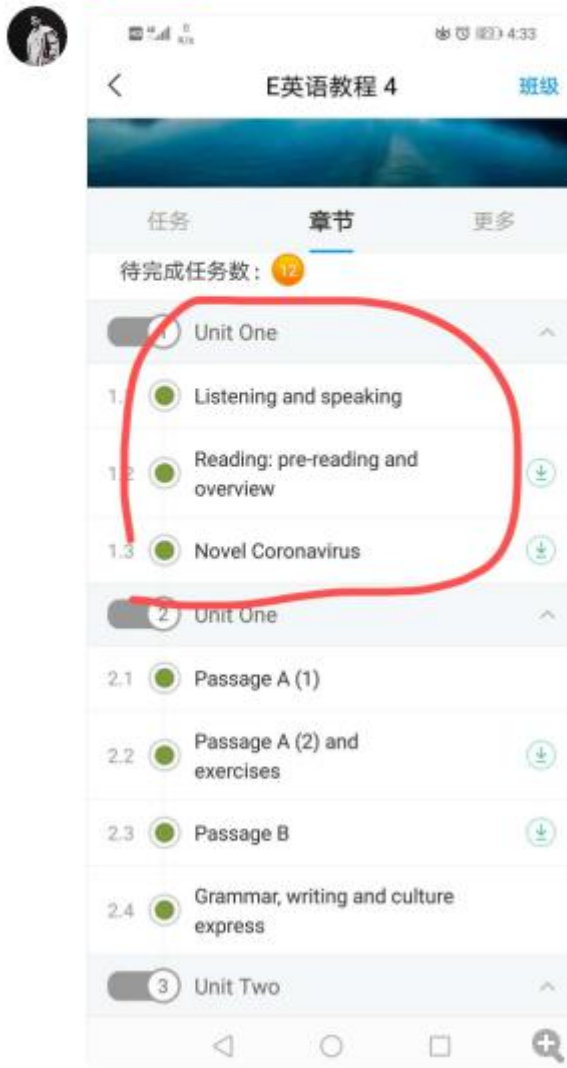 4:33
E英语教程 4
班级
任务 章节 更多
待完成任务数： 12
1 Unit One
1.1 Listening and speaking
1.2 Reading: pre-reading and
overview
1.3 Novel Coronavirus
2 Unit One
2.1 Passage A (1)
2.2 Passage A (2) and
exercises
2.3 Passage B
2.4 Grammar, writing and culture
express
3 Unit Two